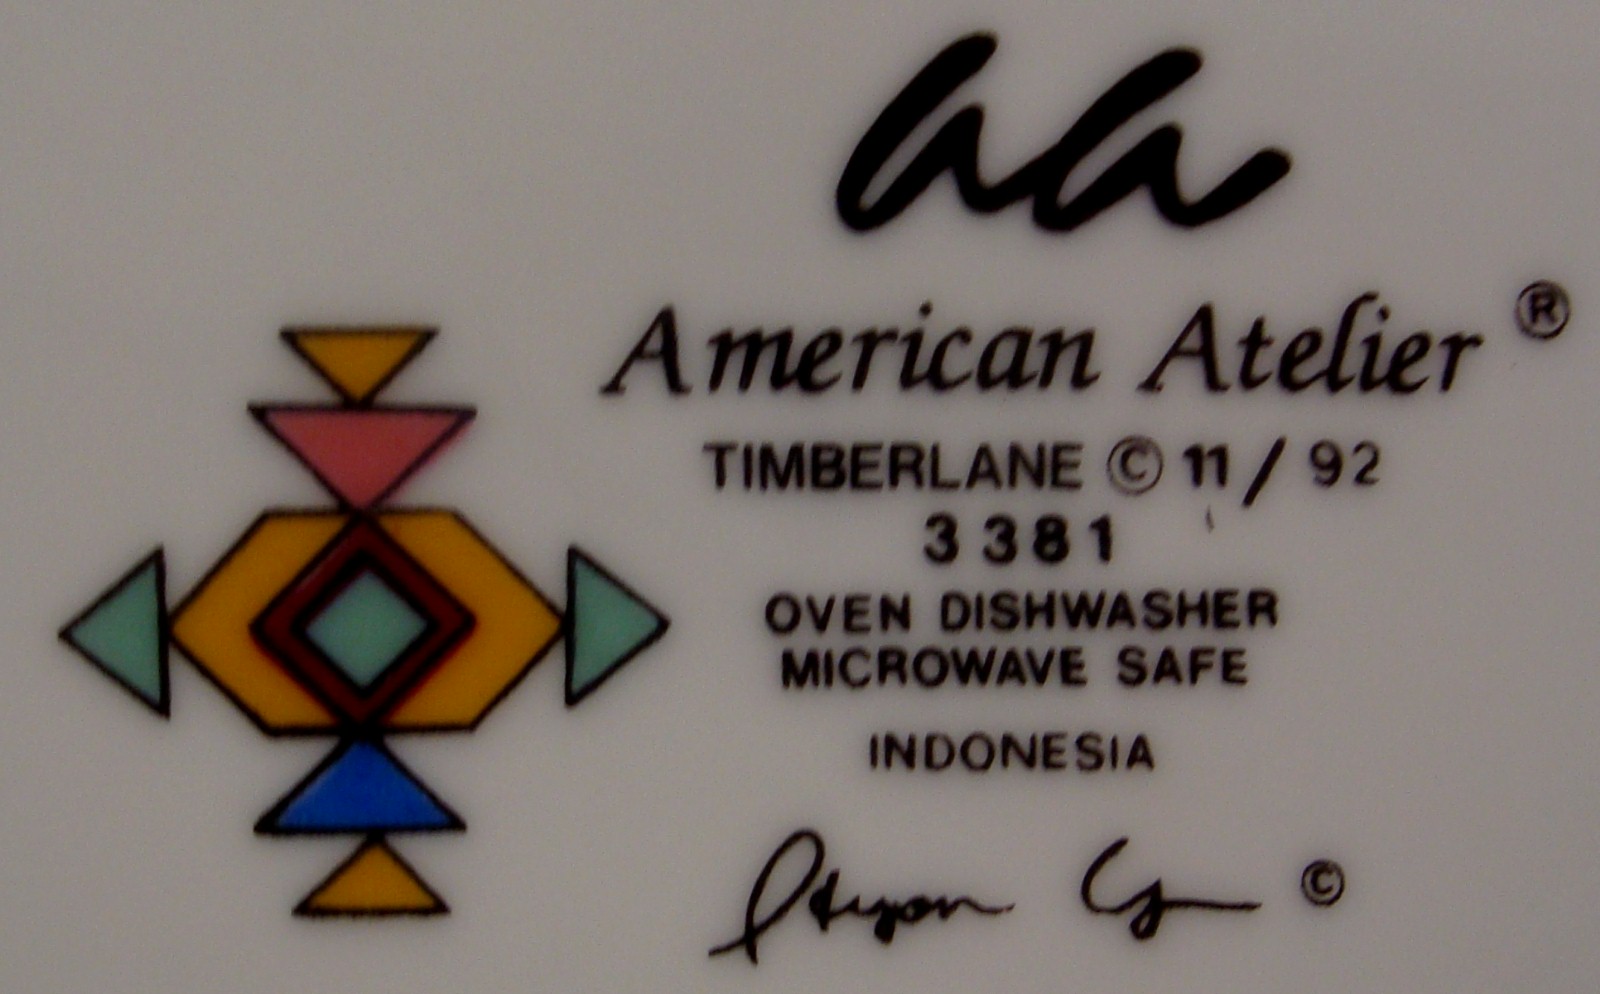 aa
American Atelier ®
TIMBERLANE © 11/92
3381
OVEN DISHWASHER
MICROWAVE SAFE
INDONESIA
©